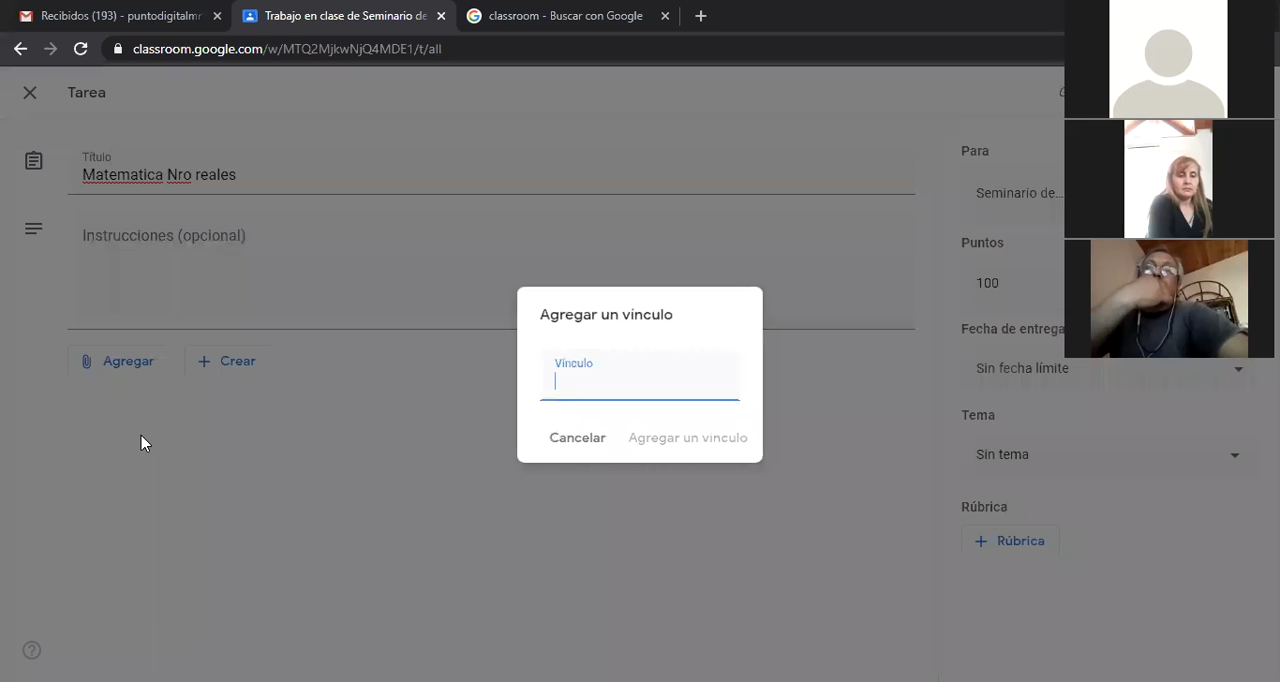 Recibidos (193) - puntodigitalmr
Trabajo en clase de Seminario de
classroom - Buscar con Google
classroom.google.com/w/MTQ2MjkwNjQ4MDE1/t/all
Tarea
Título
Matematica Nro reales
Instrucciones (opcional)
Agregar
Crear
Agregar un vínculo
Vínculo
Cancelar
Agregar un vínculo
Para
Seminario de...
Puntos
100
Fecha de entrega
Sin fecha límite
Tema
Sin tema
Rúbrica
Rúbrica